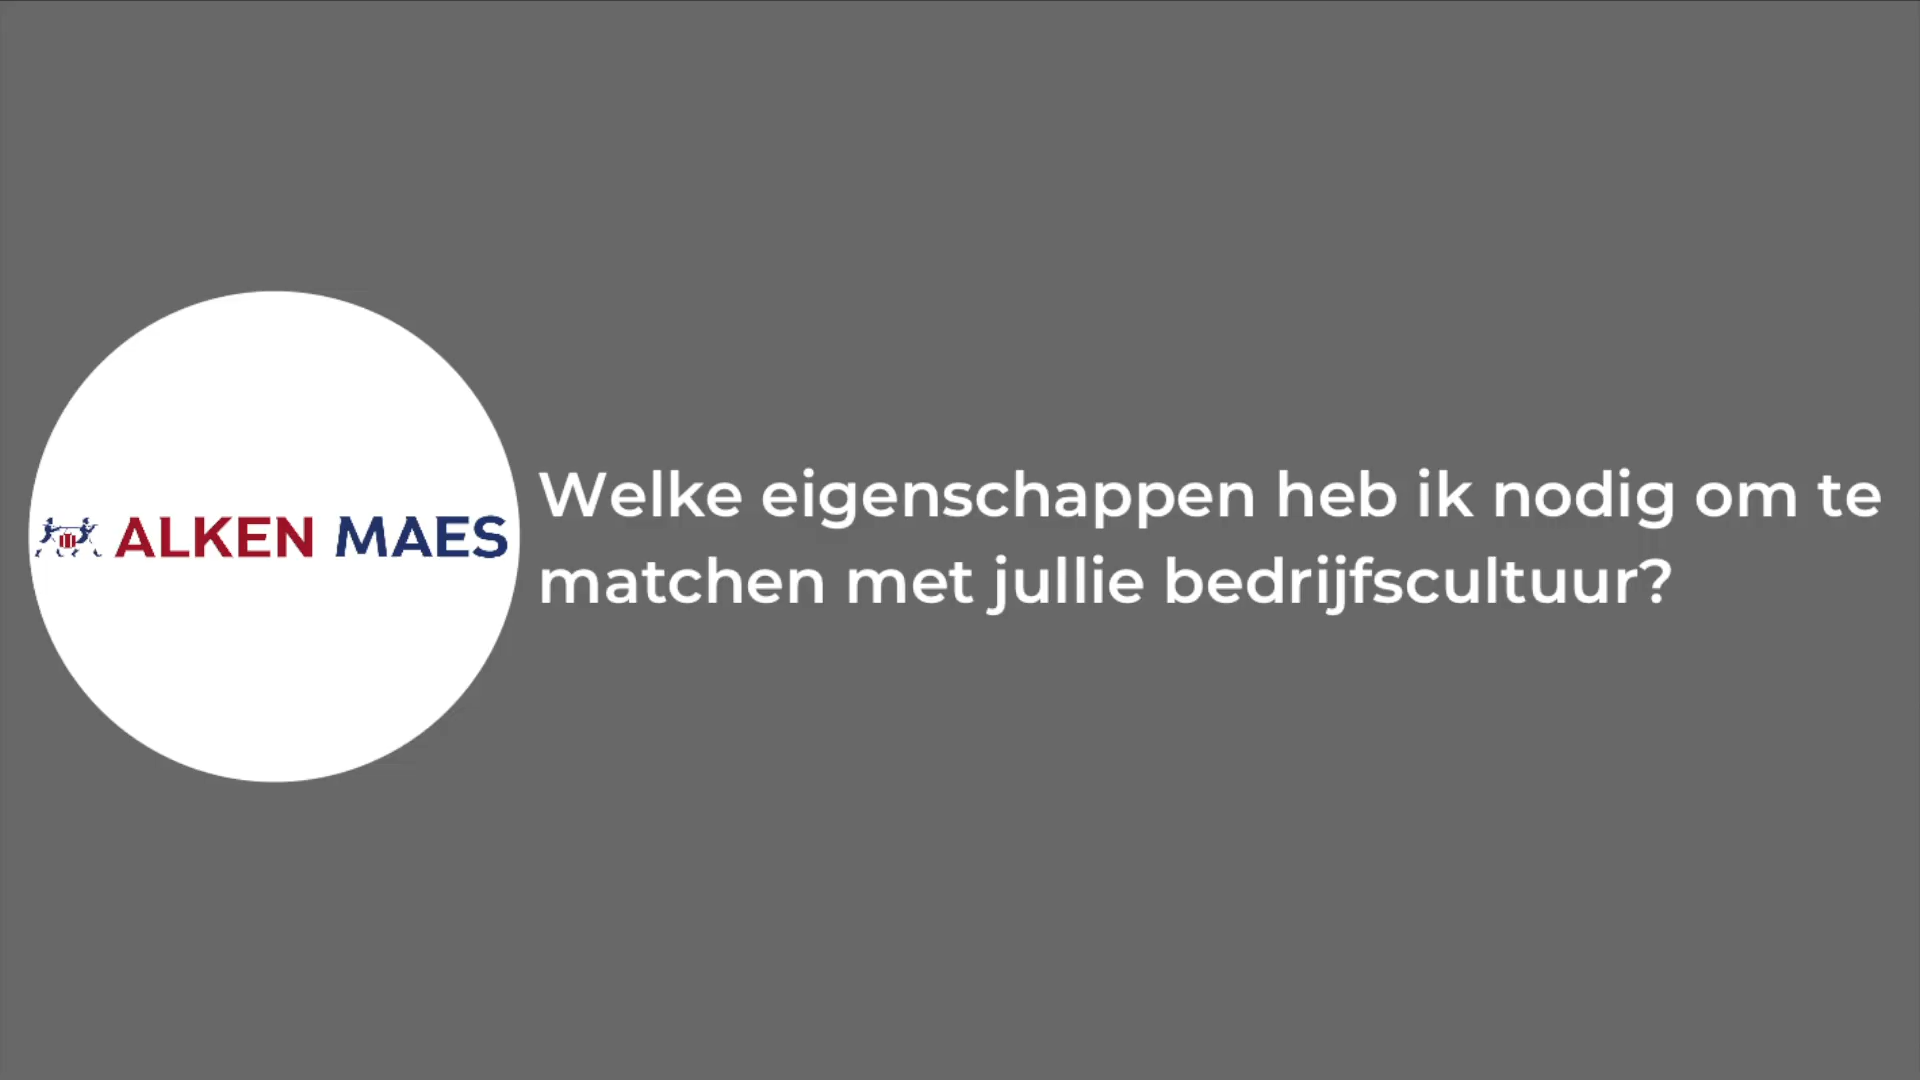 ALKEN MAES
Welke eigenschappen heb ik nodig om te
matchen met jullie bedrijfscultuur?